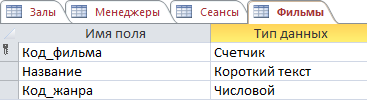 Залы Менеджеры Сеансы Фильмы
Имя поля Тип данных
Код_фильма Счетчик
Название Короткий текст
Код_жанра Числовой